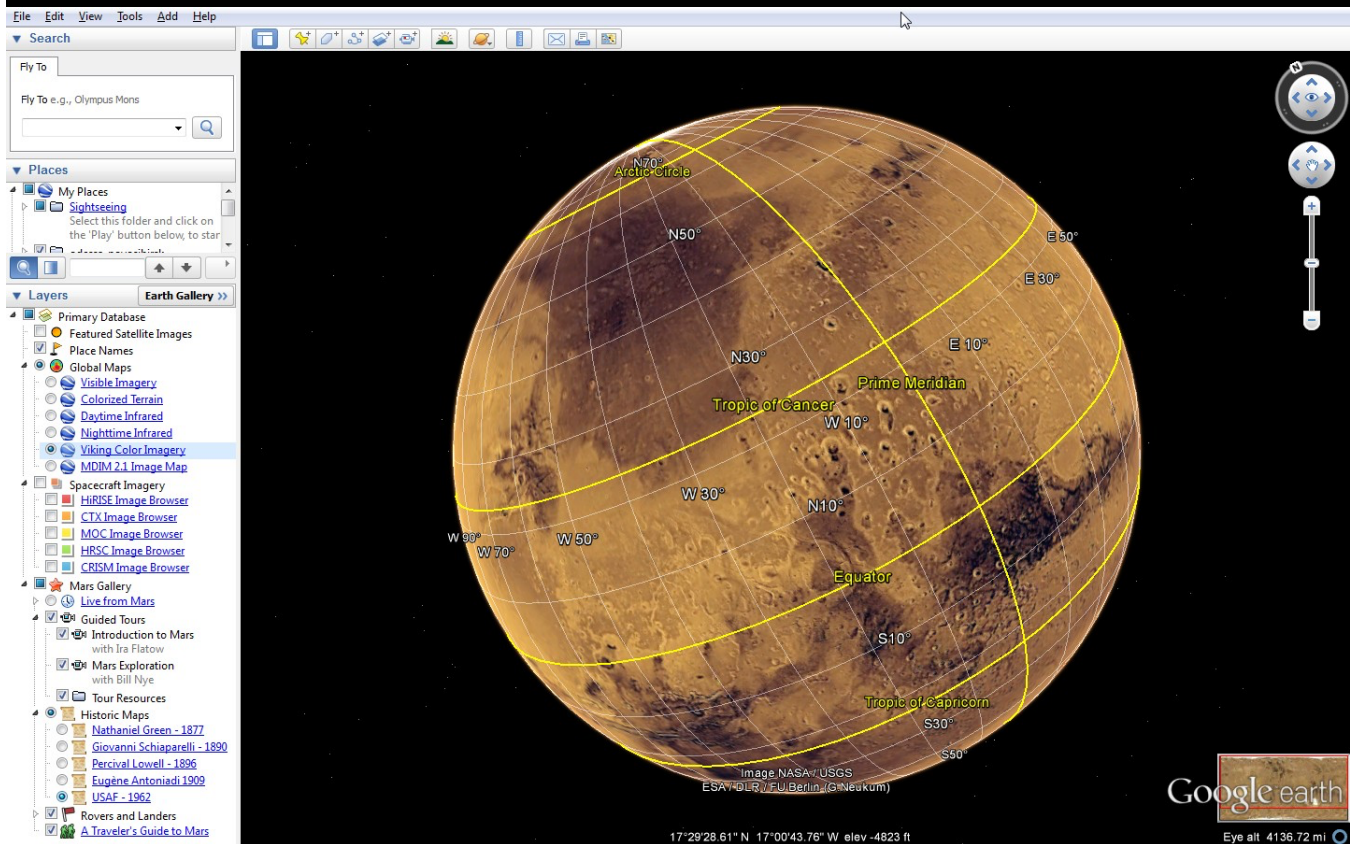 File Edit View Tools Add Help
Search
Fly To
Fly To e.g., Olympus Mons
Places
My Places
Sightseeing
Select this folder and click on
the 'Play' button below, to star
Layers
Earth Gallery >>
Primary Database
Featured Satellite Images
Place Names
Global Maps
Visible Imagery
Colorized Terrain
Daytime Infrared
Nighttime Infrared
Viking Color Imagery
MDIM 2.1 Image Map
Spacecraft Imagery
HiRISE Image Browser
CTX Image Browser
MOC Image Browser
HRSC Image Browser
CRISM Image Browser
Mars Gallery
Live from Mars
Guided Tours
Introduction to Mars
with Ira Flatow
Mars Exploration
with Bill Nye
Tour Resources
Historic Maps
Nathaniel Green - 1877
Giovanni Schiaparelli - 1890
Percival Lowell - 1896
Eugène Antoniadi 1909
USAF - 1962
Rovers and Landers
A Traveler's Guide to Mars
N
N70°
Arctic Circle
N50°
E 50°
E 30°
E 10°
N30°
Prime Meridian
Tropic of Cancer
W 10°
W 30°
N10°
W 90°
W 70°
W 50°
Equator
S10°
Tropic of Capricorn
S30°
S50°
Image NASA / USGS
ESA / DLR / FU Berlin (G.Neukum)
Google earth
17°29'28.61" N 17°00'43.76" W elev -4823 ft
Eye alt 4136.72 mi